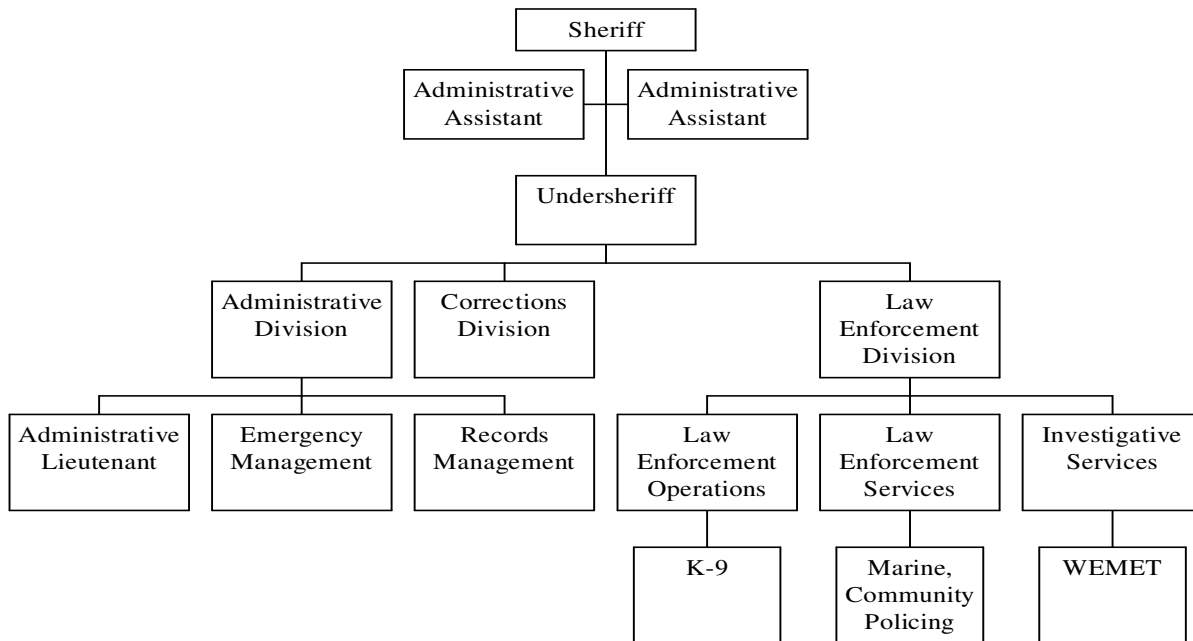 Sheriff
Administrative
Assistant
Administrative
Assistant
Undersheriff
Administrative
Division
Corrections
Division
Law
Enforcement
Division
Administrative
Lieutenant
Emergency
Management
Records
Management
Law
Enforcement
Operations
Law
Enforcement
Services
Investigative
Services
K-9
Marine,
Community
Policing
WEMET